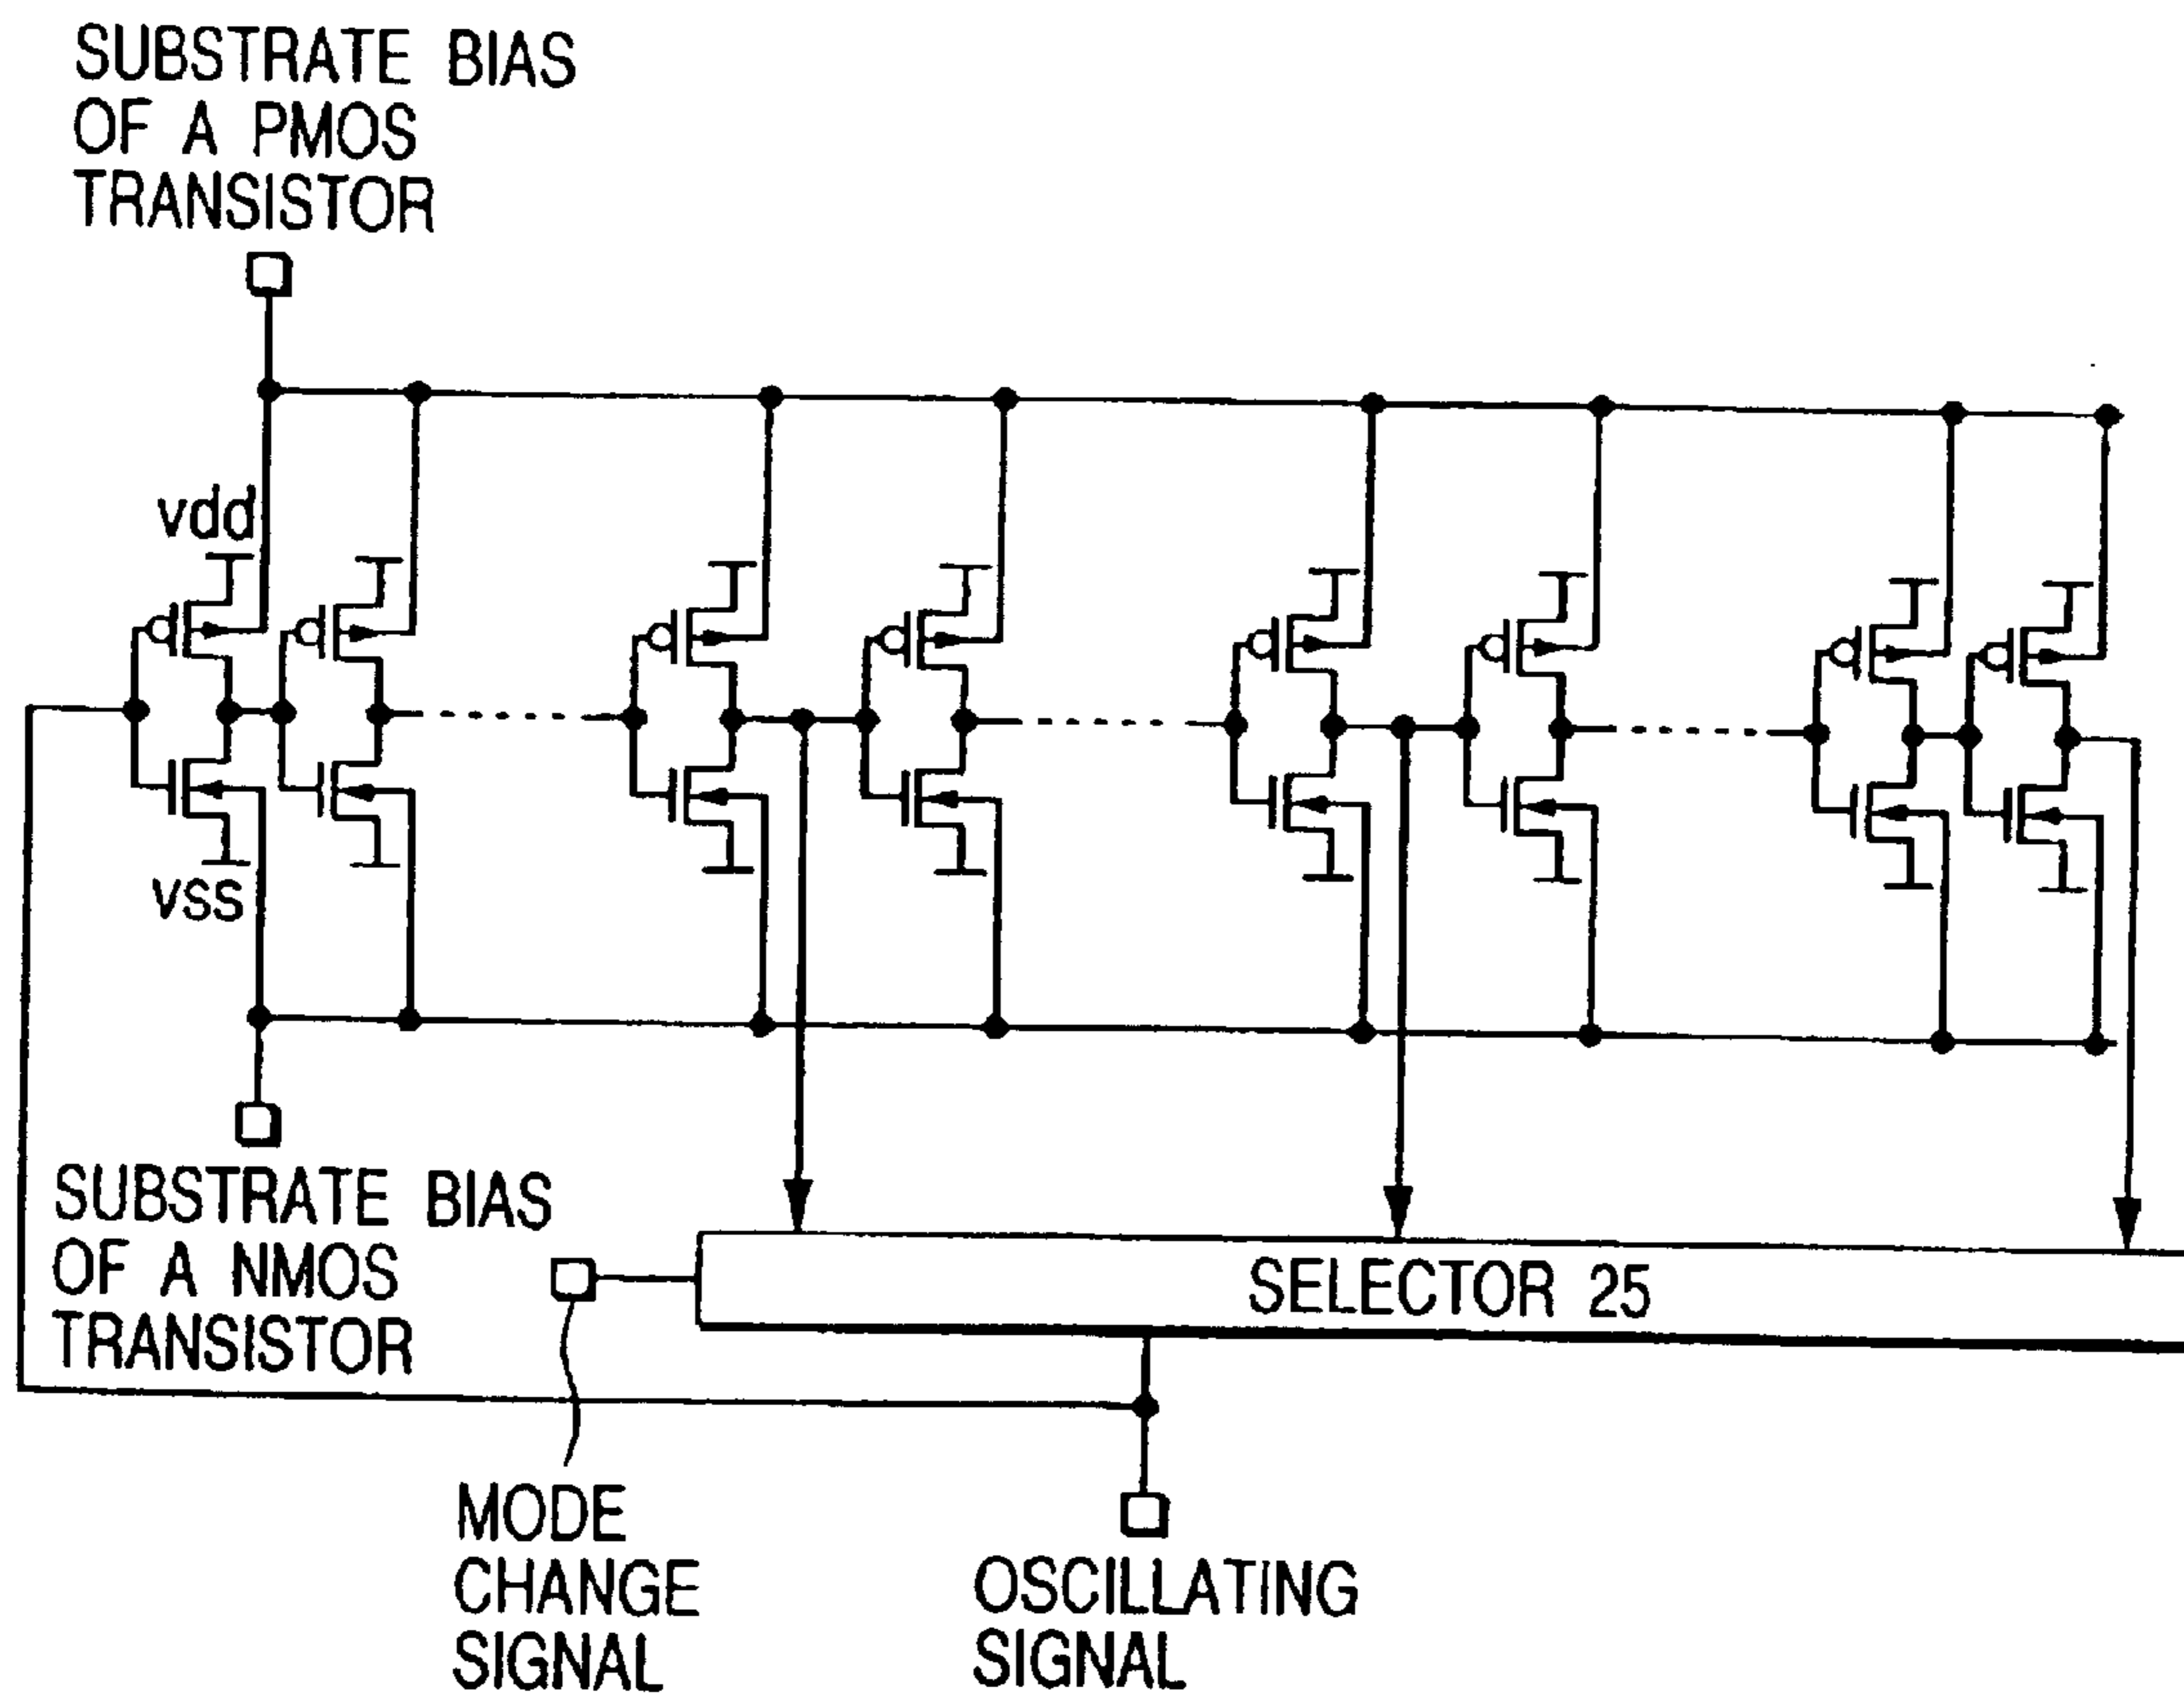 SUBSTRATE BIAS
OF A PMOS
TRANSISTOR
vdd
vss
SUBSTRATE BIAS
OF A NMOS
TRANSISTOR
SELECTOR 25
MODE
CHANGE
SIGNAL
OSCILLATING
SIGNAL